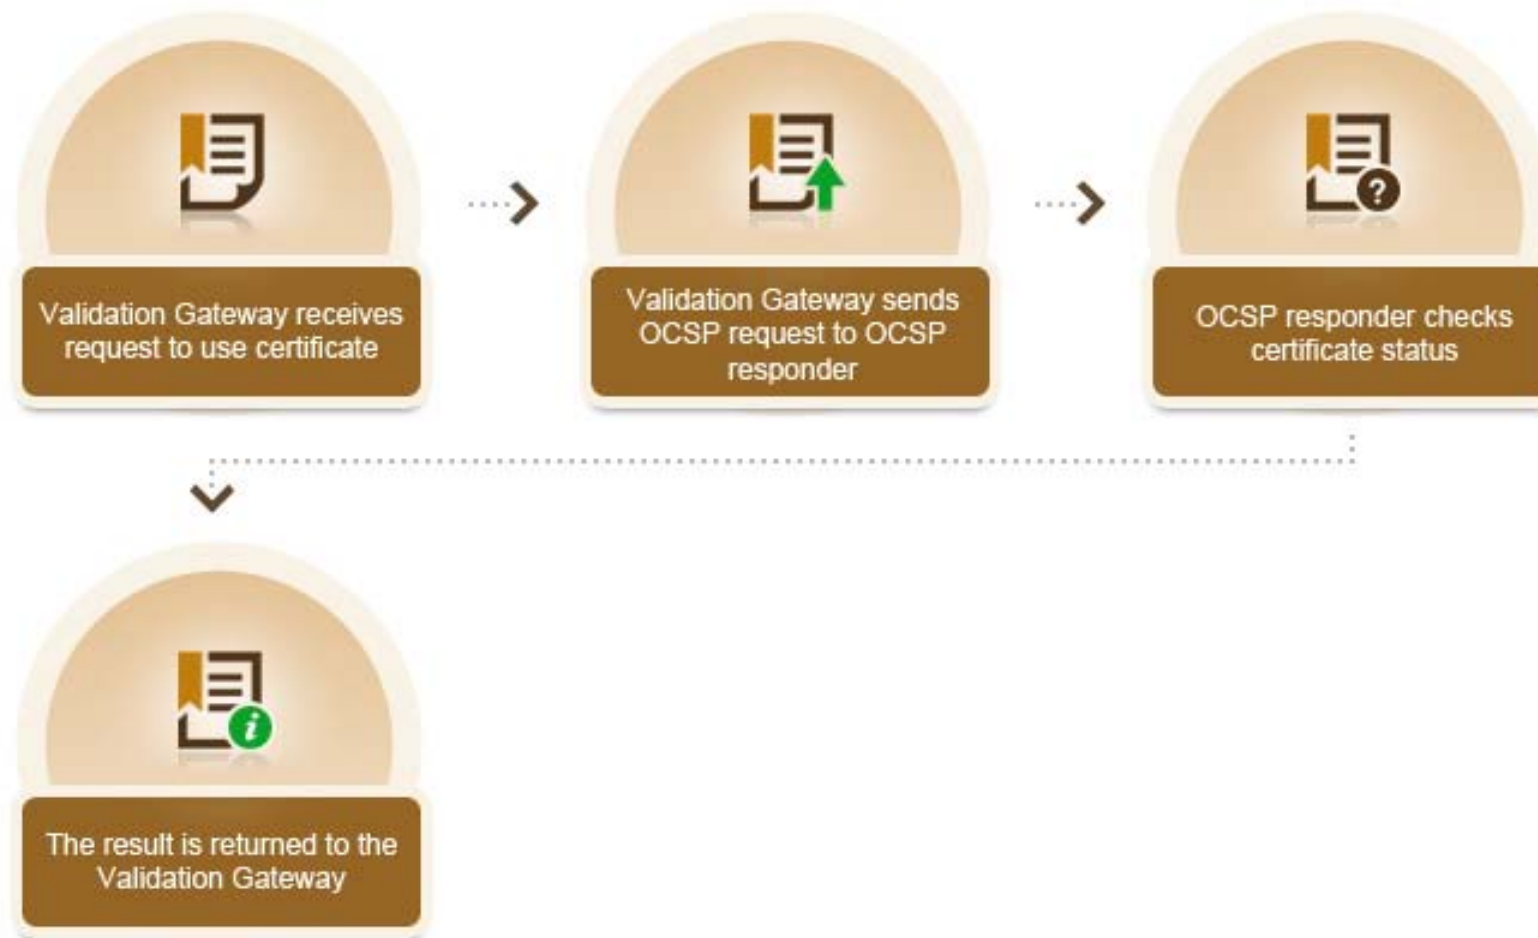 Validation Gateway receives
request to use certificate
Validation Gateway sends
OCSP request to OCSP
responder
OCSP responder checks
certificate status
?
i
The result is returned to the
Validation Gateway